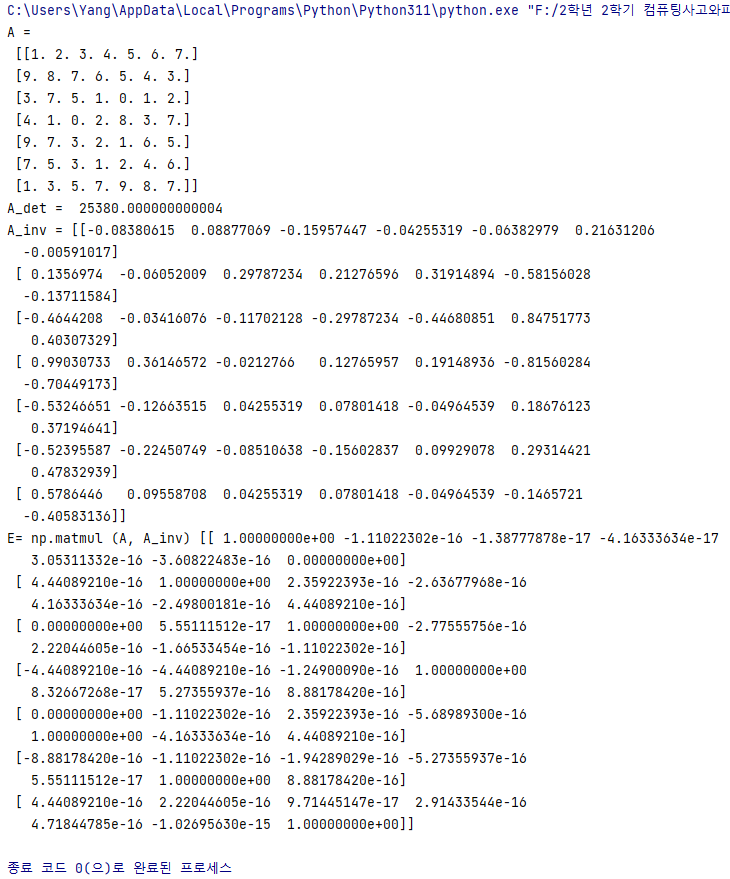 C:\Users\Yang\AppData\Local\Programs\Python\Python311\python.exe "F:/2학년 2학기 컴퓨팅사고와
A =
 [[1. 2. 3. 4. 5. 6. 7.]
 [9. 8. 7. 6. 5. 4. 3.]
 [3. 7. 5. 1. 0. 1. 2.]
 [4. 1. 0. 2. 8. 3. 7.]
 [9. 7. 3. 2. 1. 6. 5.]
 [7. 5. 3. 1. 2. 4. 6.]
 [1. 3. 5. 7. 9. 8. 7.]]
A_det =  25380.000000000004
A_inv = [[-0.08380615  0.08877069 -0.15957447 -0.04255319 -0.06382979  0.21631206
  -0.00591017]
 [ 0.1356974  -0.06052009  0.29787234  0.21276596  0.31914894 -0.58156028
  -0.13711584]
 [-0.4644208  -0.03416076 -0.11702128 -0.29787234 -0.44680851  0.84751773
   0.40307329]
 [ 0.99030733  0.36146572 -0.0212766   0.12765957  0.19148936 -0.81560284
  -0.70449173]
 [-0.53246651 -0.12663515  0.04255319  0.07801418 -0.04964539  0.18676123
   0.37194641]
 [-0.52395587 -0.22450749 -0.08510638 -0.15602837  0.09929078  0.29314421
   0.47832939]
 [ 0.5786446   0.09558708  0.04255319  0.07801418 -0.04964539 -0.1465721
  -0.40583136]]
E= np.matmul (A, A_inv) [[ 1.00000000e+00 -1.11022302e-16 -1.38777878e-17 -4.16333634e-17
   3.05311332e-16 -3.60822483e-16  0.00000000e+00]
 [ 4.44089210e-16  1.00000000e+00  2.35922393e-16 -2.63677968e-16
   4.16333634e-16 -2.49800181e-16  4.44089210e-16]
 [ 0.00000000e+00  5.55111512e-17  1.00000000e+00 -2.77555756e-16
   2.22044605e-16 -1.66533454e-16 -1.11022302e-16]
 [-4.44089210e-16 -4.44089210e-16 -1.24900090e-16  1.00000000e+00
   8.32667268e-17  5.27355937e-16  8.88178420e-16]
 [ 0.00000000e+00 -1.11022302e-16  2.35922393e-16 -5.68989300e-16
   1.00000000e+00 -4.16333634e-16  4.44089210e-16]
 [-8.88178420e-16 -1.11022302e-16 -1.94289029e-16 -5.27355937e-16
   5.55111512e-17  1.00000000e+00  8.88178420e-16]
 [ 4.44089210e-16  2.22044605e-16  9.71445147e-17  2.91433544e-16
   4.71844785e-16 -1.02695630e-15  1.00000000e+00]]
종료 코드 0(으)로 완료된 프로세스